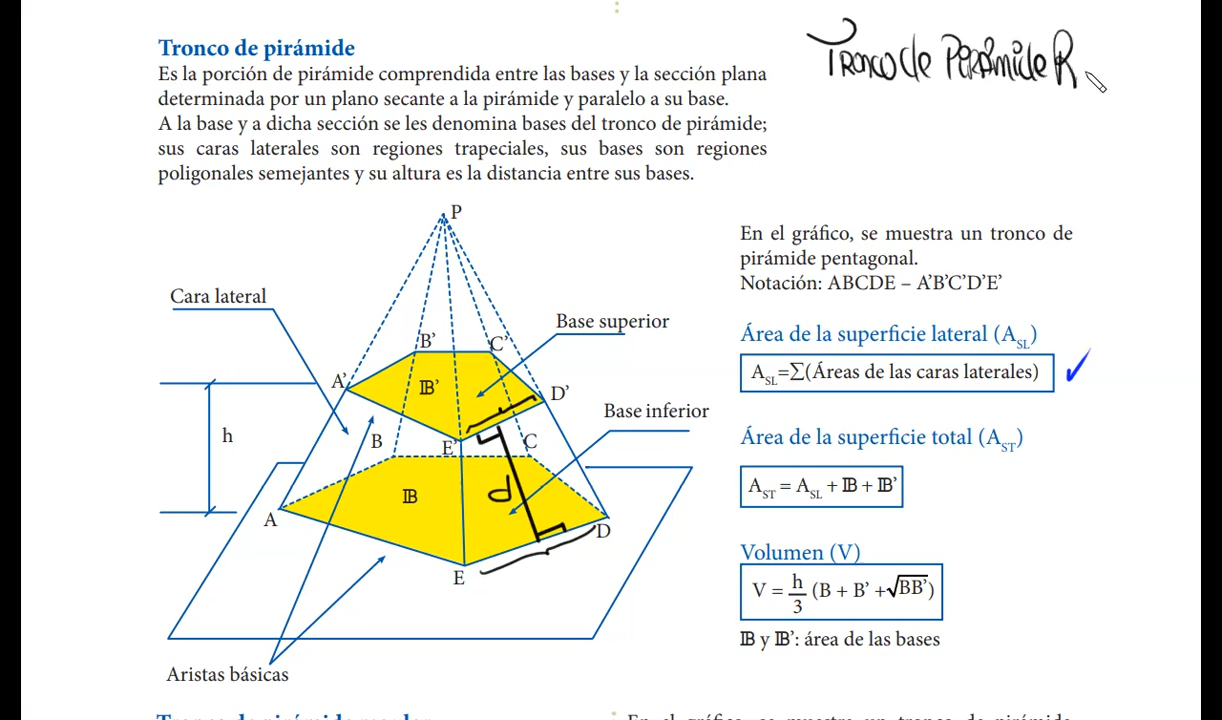 Tronco de pirámide
Es la porción de pirámide comprendida entre las bases y la sección plana
determinada por un plano secante a la pirámide y paralelo a su base.
A la base y a dicha sección se les denomina bases del tronco de pirámide;
sus caras laterales son regiones trapeciales, sus bases son regiones
poligonales semejantes y su altura es la distancia entre sus bases.
Tronco de Pirámide R
P
Cara lateral
Base superior
B'
C'
A'
𝔹'
D'
Base inferior
h
B
E'
C
𝔹
d
A
D
E
Aristas básicas
En el gráfico, se muestra un tronco de
pirámide pentagonal.
Notación: ABCDE – A'B'C'D'E'
Área de la superficie lateral (A_SL)
A_SL=∑(Áreas de las caras laterales)
Área de la superficie total (A_ST)
A_ST = A_SL + 𝔹 + 𝔹'
Volumen (V)
V = h/3 (B + B' +√BB')
𝔹 y 𝔹': área de las bases